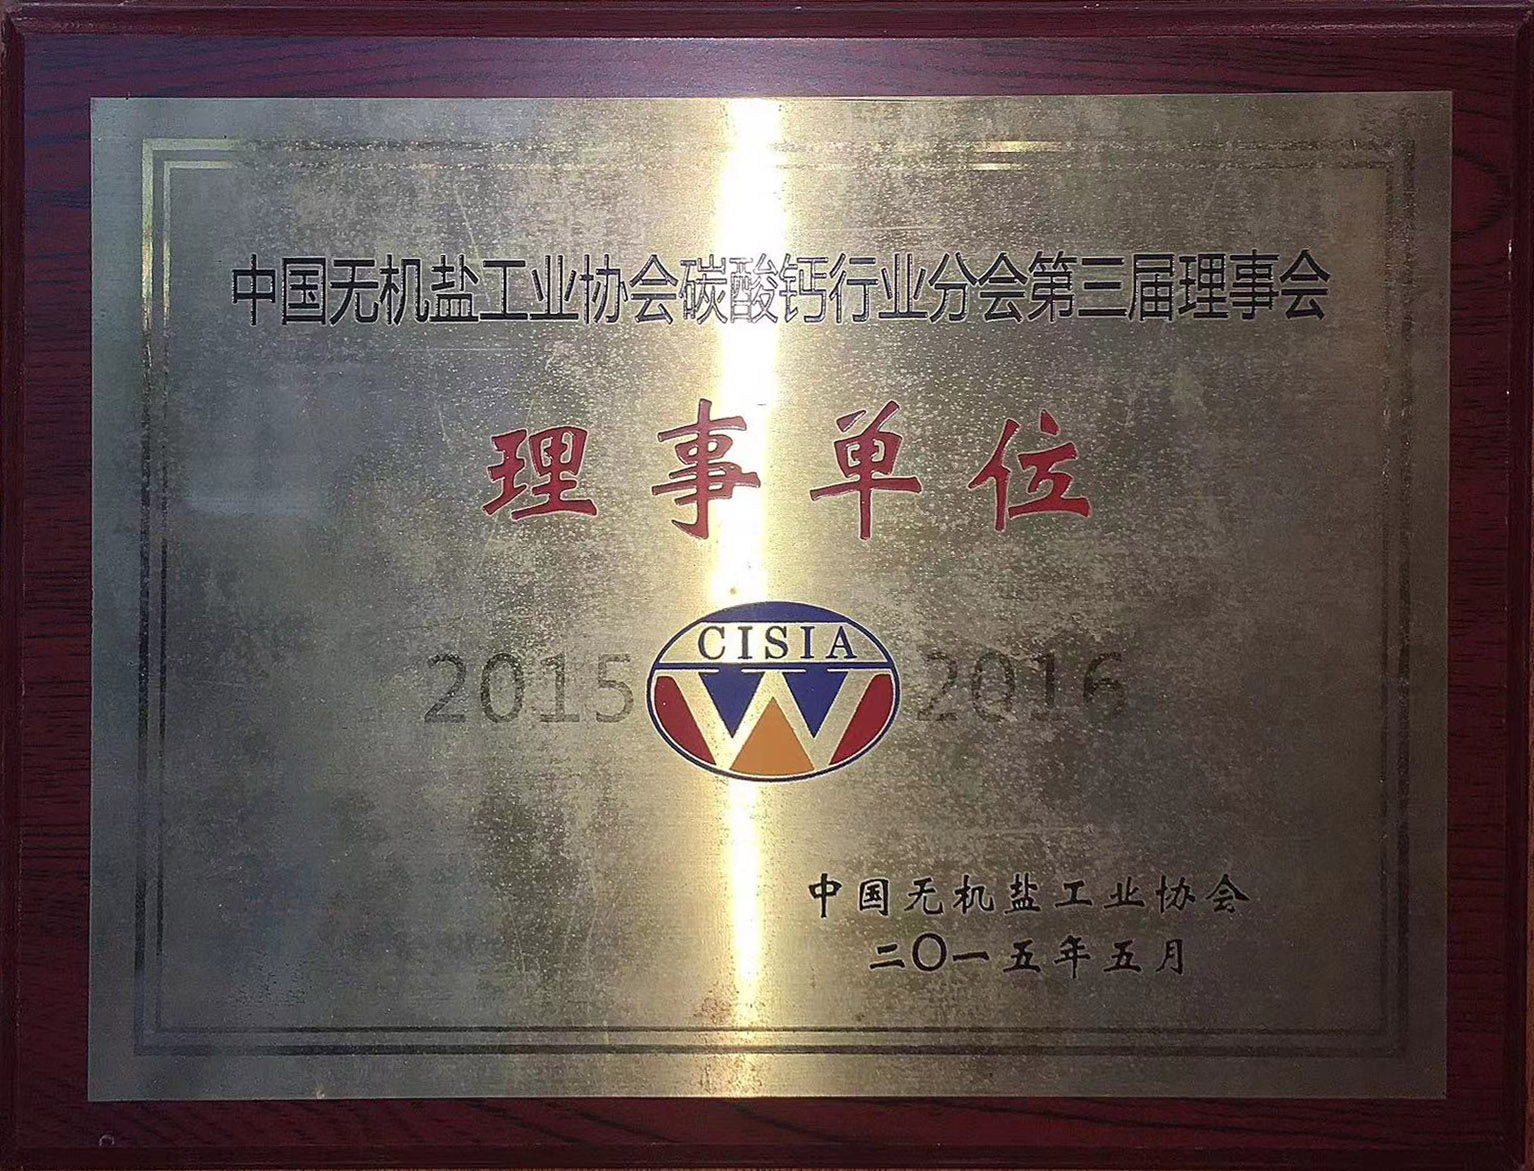 中国无机盐工业协会碳酸钙行业分会第三届理事会
理事单位
CISIA
2015 2016
中国无机盐工业协会
二〇一五年五月